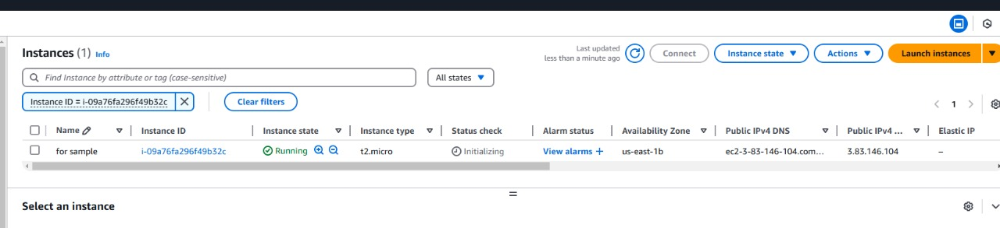 Instances (1) Info
Last updated
less than a minute ago
Connect
Instance state
Actions
Launch instances
Find Instance by attribute or tag (case-sensitive)
All states
Instance ID = i-09a76fa296f49b32c
Clear filters
1
Name Instance ID Instance state Instance type Status check Alarm status Availability Zone Public IPv4 DNS Public IPv4 ... Elastic IP
for sample i-09a76fa296f49b32c Running t2.micro Initializing View alarms + us-east-1b ec2-3-83-146-104.com... 3.83.146.104 –
Select an instance